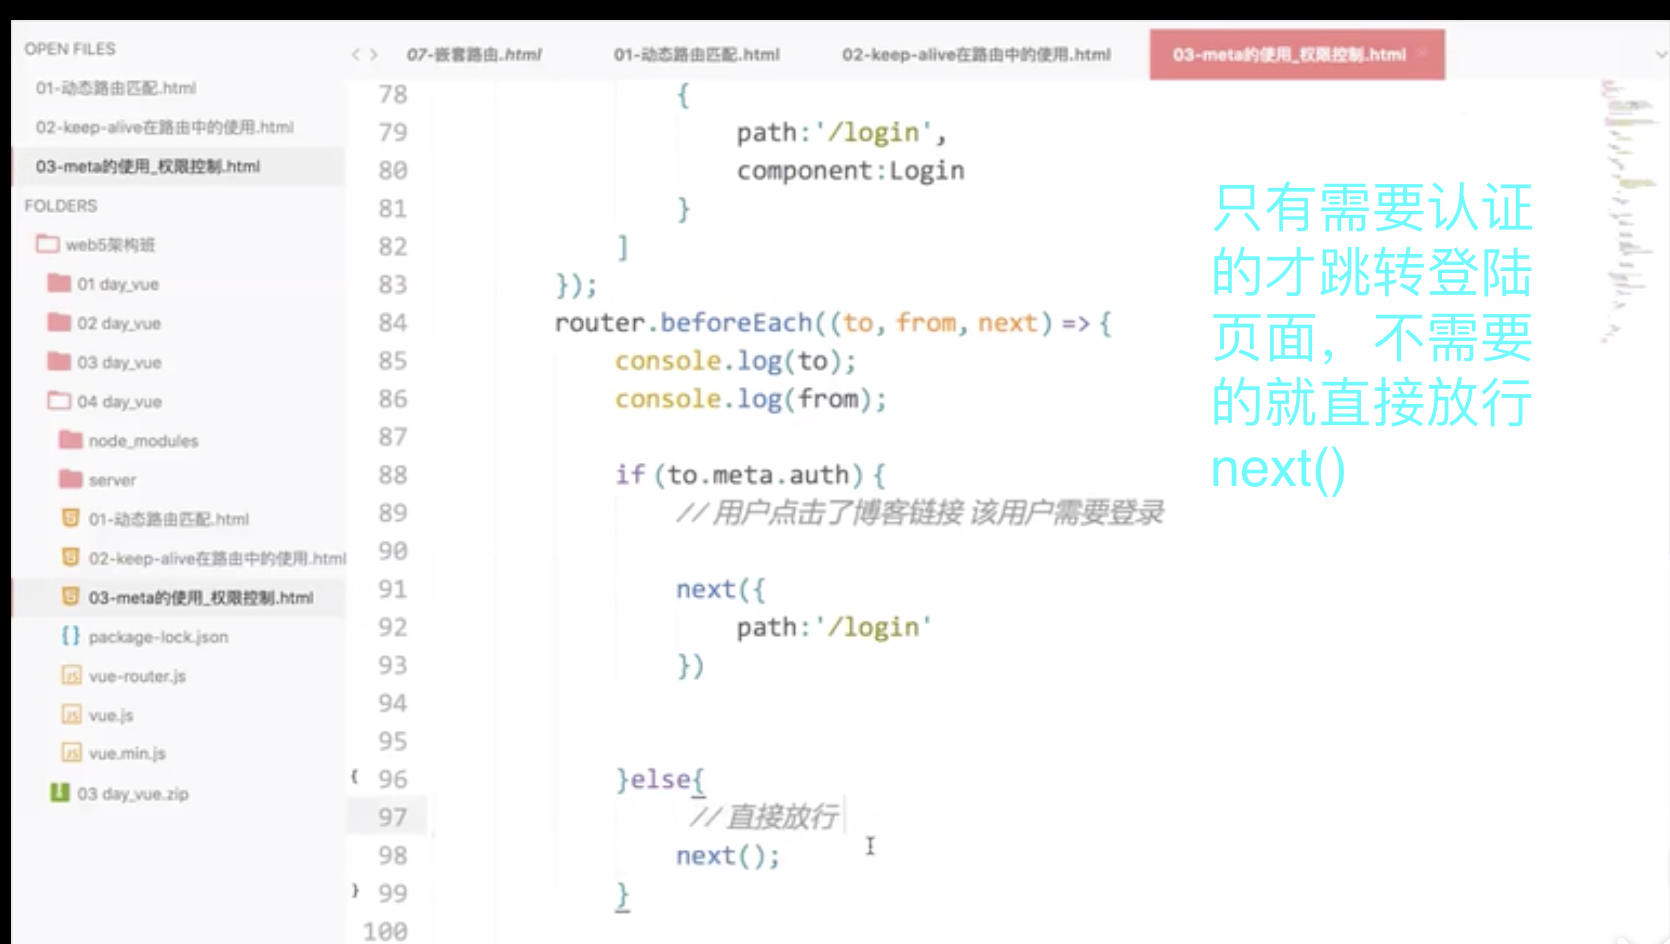 OPEN FILES
01-动态路由匹配.html
02-keep-alive在路由中的使用.html
03-meta的使用_权限控制.html
FOLDERS
web5架构班
01 day_vue
02 day_vue
03 day_vue
04 day_vue
node_modules
server
01-动态路由匹配.html
02-keep-alive在路由中的使用.html
03-meta的使用_权限控制.html
package-lock.json
vue-router.js
vue.js
vue.min.js
03 day_vue.zip
07-嵌套路由.html 01-动态路由匹配.html 02-keep-alive在路由中的使用.html 03-meta的使用_权限控制.html
78 {
79 path:'/login',
80 component:Login
81 }
82 ]
83 });
84 router.beforeEach((to, from, next) => {
85 console.log(to);
86 console.log(from);
87
88 if (to.meta.auth) {
89 // 用户点击了博客链接 该用户需要登录
90
91 next({
92 path:'/login'
93 })
94
95
{ 96 }else{
97 // 直接放行
98 next();
} 99 }
100
只有需要认证
的才跳转登陆
页面，不需要
的就直接放行
next()